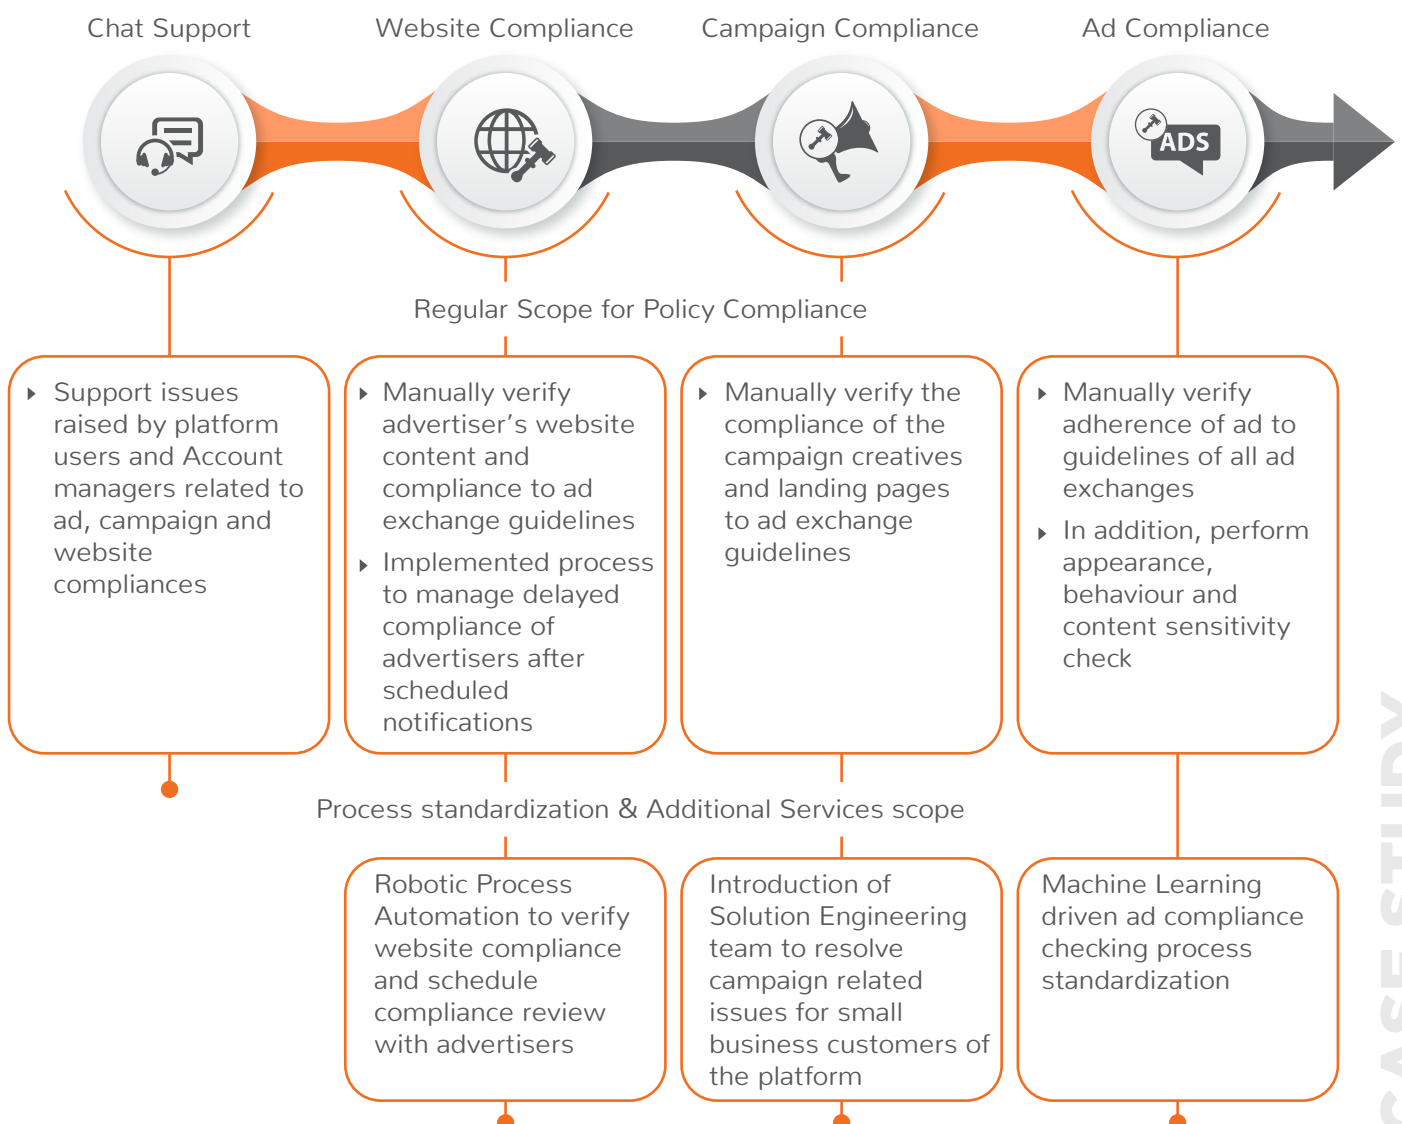 Chat Support
Website Compliance
Campaign Compliance
Ad Compliance
ADS
Regular Scope for Policy Compliance
Support issues
raised by platform
users and Account
managers related to
ad, campaign and
website
compliances
Manually verify
advertiser's website
content and
compliance to ad
exchange guidelines
Implemented process
to manage delayed
compliance of
advertisers after
scheduled
notifications
Manually verify the
compliance of the
campaign creatives
and landing pages
to ad exchange
guidelines
Manually verify
adherence of ad to
guidelines of all ad
exchanges
In addition, perform
appearance,
behaviour and
content sensitivity
check
Process standardization & Additional Services scope
Robotic Process
Automation to verify
website compliance
and schedule
compliance review
with advertisers
Introduction of
Solution Engineering
team to resolve
campaign related
issues for small
business customers of
the platform
Machine Learning
driven ad compliance
checking process
standardization
CASE STUDY